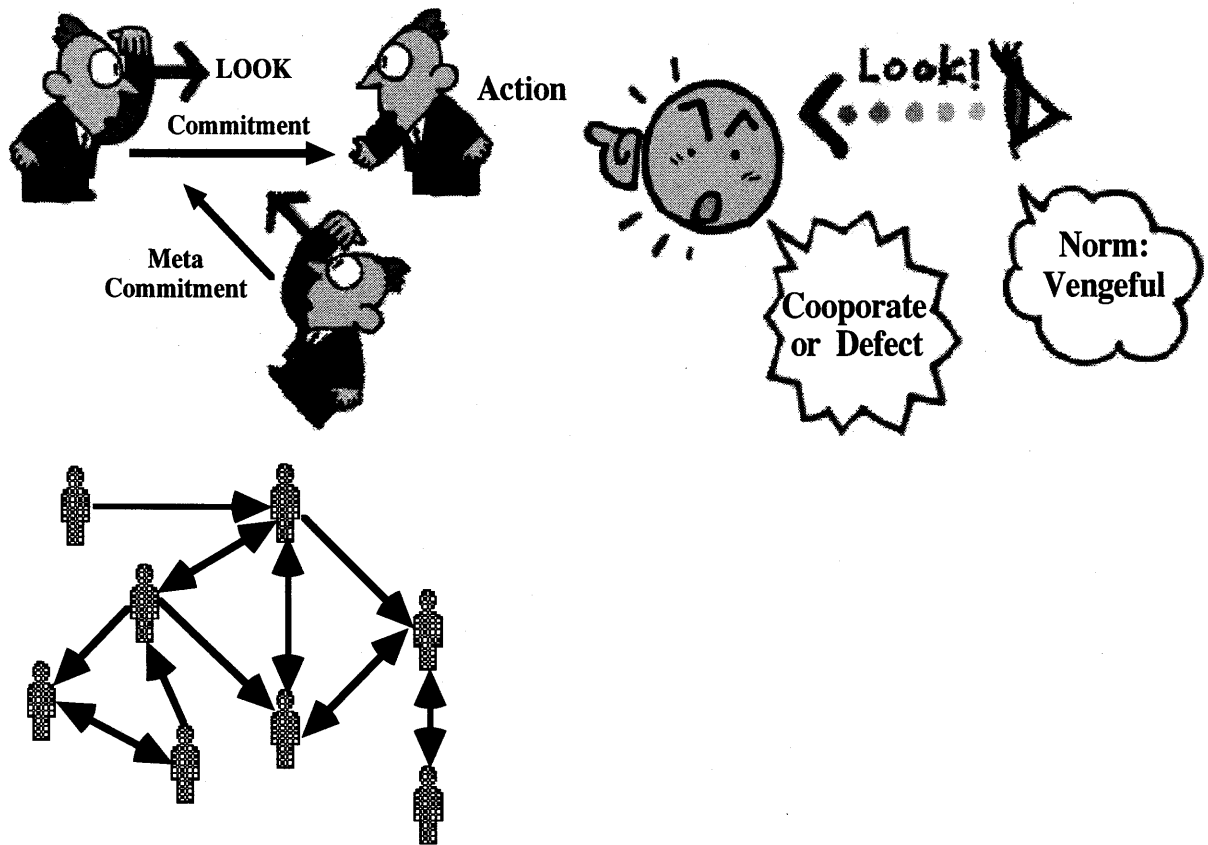 LOOK
Action
Commitment
Meta
Commitment
Look!
Cooporate
or Defect
Norm:
Vengeful